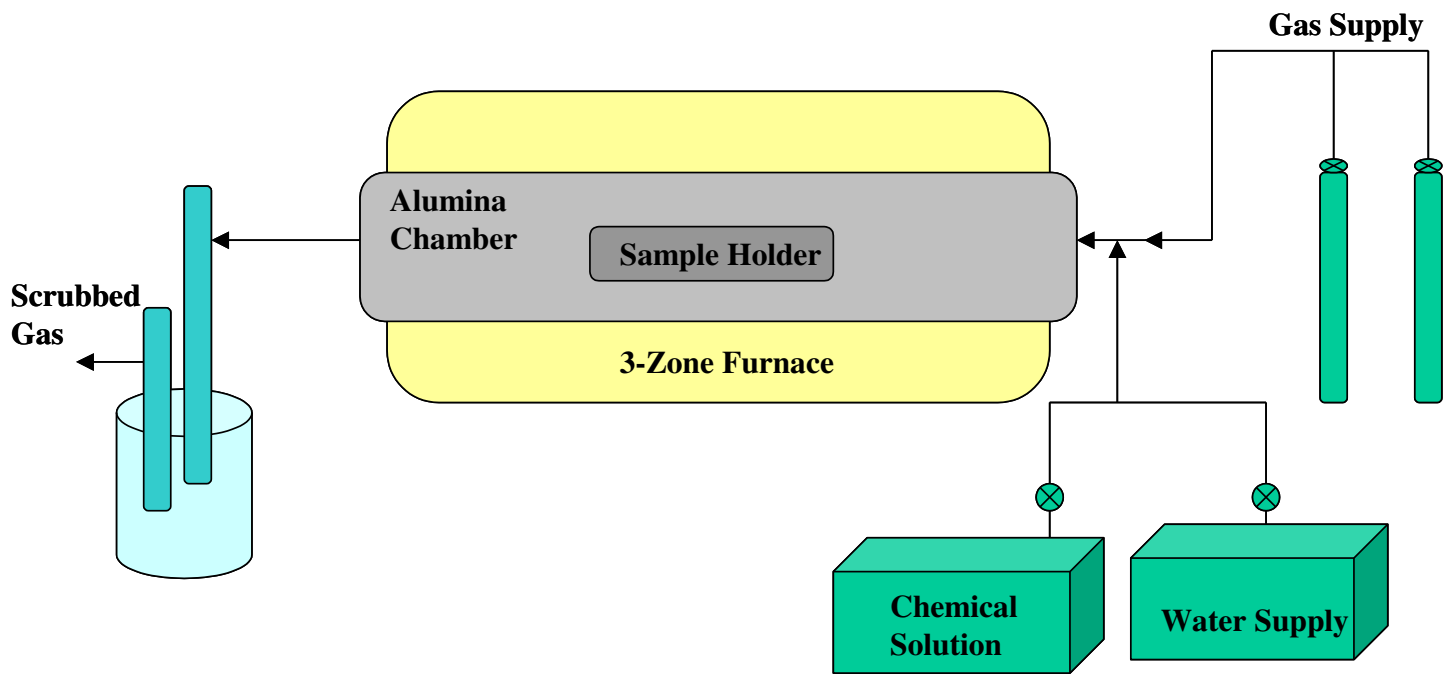 Gas Supply
Alumina
Chamber
Sample Holder
Scrubbed
Gas
3-Zone Furnace
Chemical
Solution
Water Supply